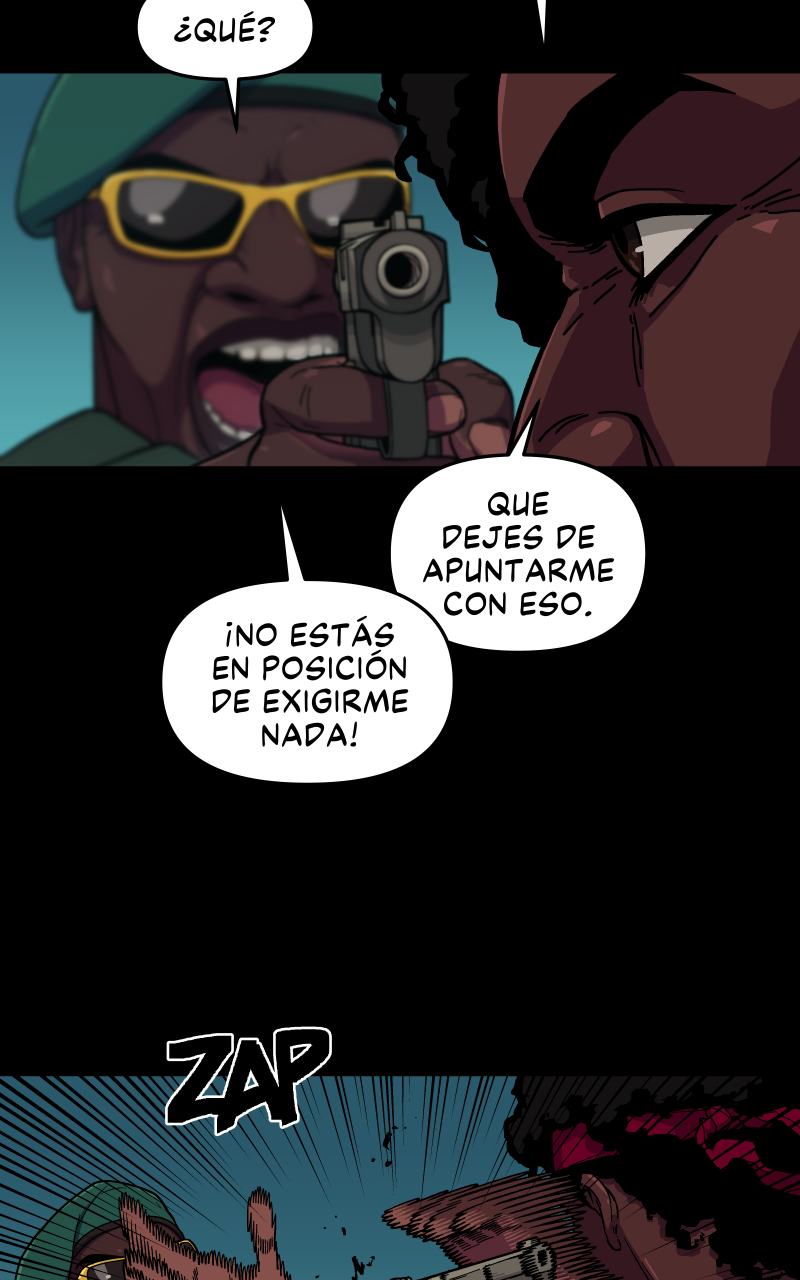 ¿QUÉ?
QUE
DEJES DE
APUNTARME
CON ESO.
¡NO ESTÁS
EN POSICIÓN
DE EXIGIRME
NADA!
ZAP